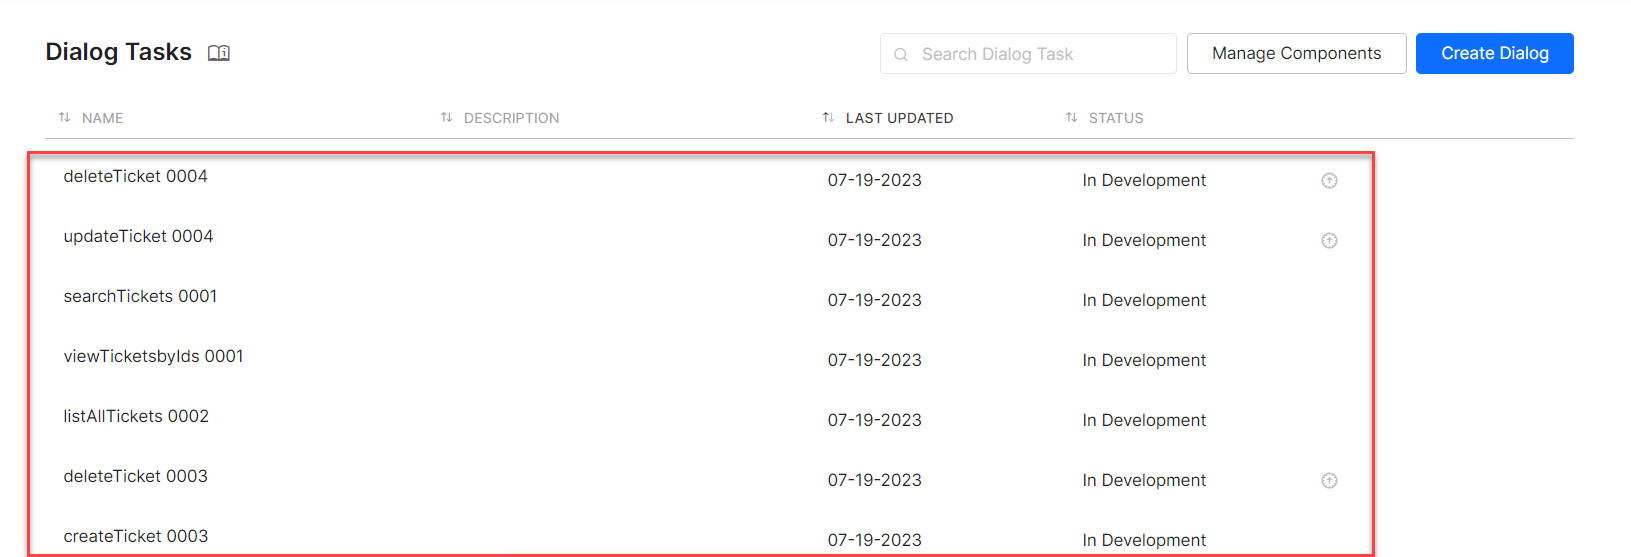 Dialog Tasks
Search Dialog Task
Manage Components
Create Dialog
NAME DESCRIPTION LAST UPDATED STATUS
deleteTicket 0004 07-19-2023 In Development
updateTicket 0004 07-19-2023 In Development
searchTickets 0001 07-19-2023 In Development
viewTicketsbyIds 0001 07-19-2023 In Development
listAllTickets 0002 07-19-2023 In Development
deleteTicket 0003 07-19-2023 In Development
createTicket 0003 07-19-2023 In Development